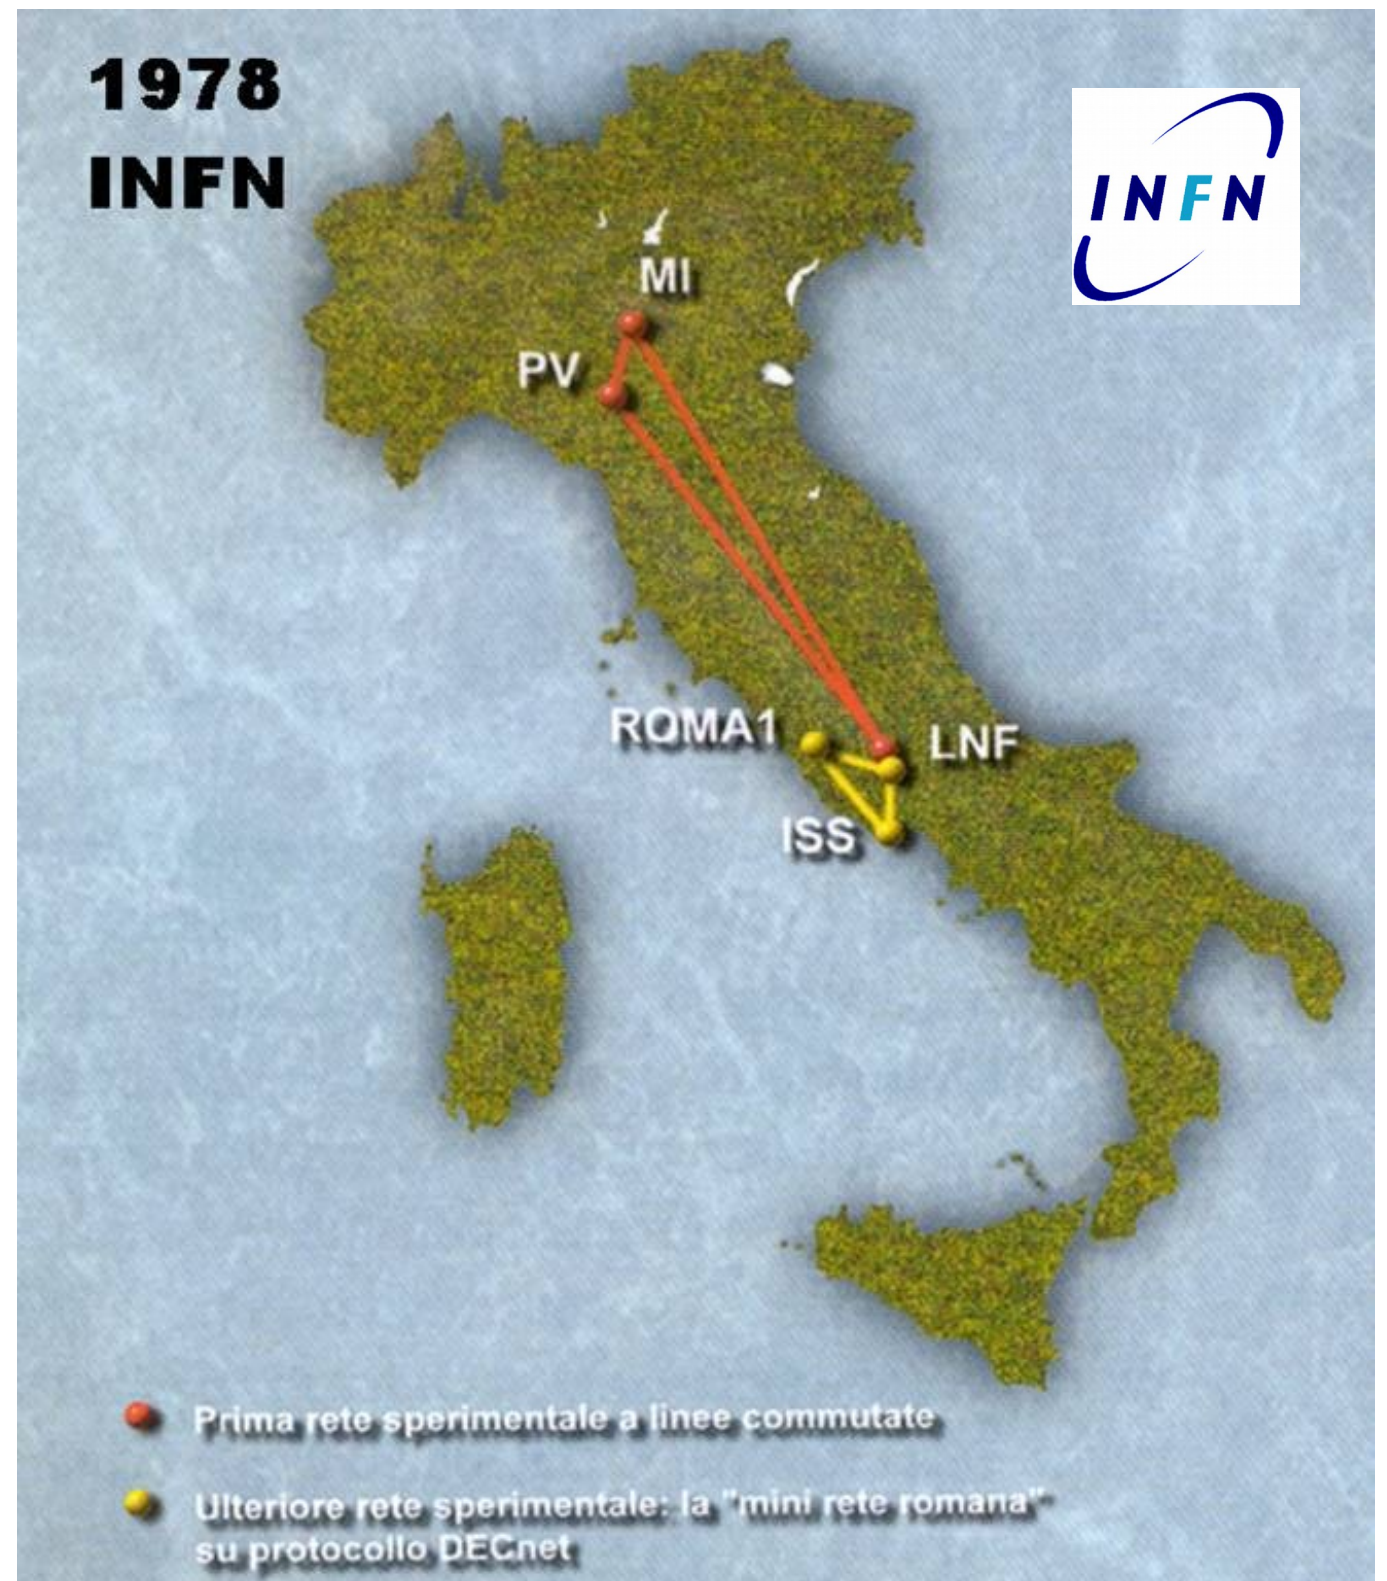 1978
INFN
INFN
MI
PV
ROMA1
LNF
ISS
Prima rete sperimentale a linee commutate
Ulteriore rete sperimentale: la "mini rete romana"-
su protocollo DECnet